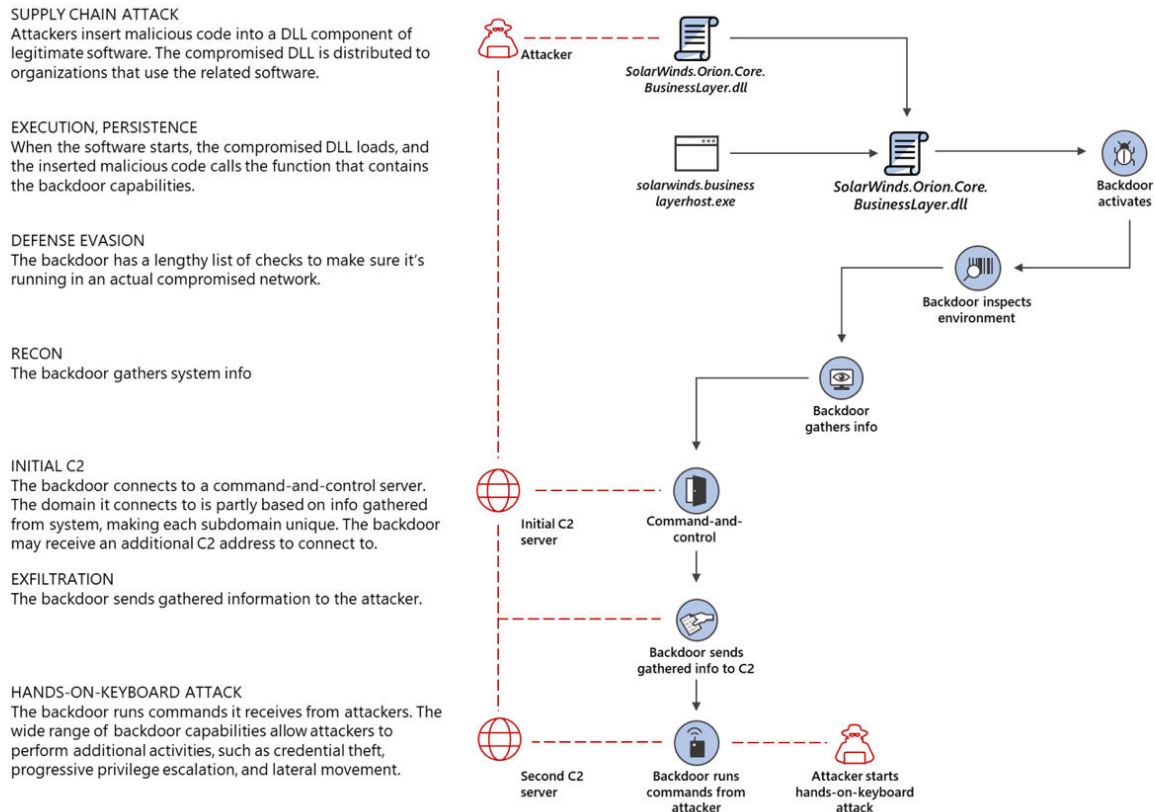 SUPPLY CHAIN ATTACK
Attackers insert malicious code into a DLL component of
legitimate software. The compromised DLL is distributed to
organizations that use the related software.
Attacker
SolarWinds.Orion.Core.
BusinessLayer.dll
EXECUTION, PERSISTENCE
When the software starts, the compromised DLL loads, and
the inserted malicious code calls the function that contains
the backdoor capabilities.
solarwinds.business
layerhost.exe
SolarWinds.Orion.Core.
BusinessLayer.dll
Backdoor
activates
DEFENSE EVASION
The backdoor has a lengthy list of checks to make sure it's
running in an actual compromised network.
Backdoor inspects
environment
RECON
The backdoor gathers system info
Backdoor
gathers info
INITIAL C2
The backdoor connects to a command-and-control server.
The domain it connects to is partly based on info gathered
from system, making each subdomain unique. The backdoor
may receive an additional C2 address to connect to.
Initial C2
server
Command-and-
control
EXFILTRATION
The backdoor sends gathered information to the attacker.
Backdoor sends
gathered info to C2
HANDS-ON-KEYBOARD ATTACK
The backdoor runs commands it receives from attackers. The
wide range of backdoor capabilities allow attackers to
perform additional activities, such as credential theft,
progressive privilege escalation, and lateral movement.
Second C2
server
Backdoor runs
commands from
attacker
Attacker starts
hands-on-keyboard
attack